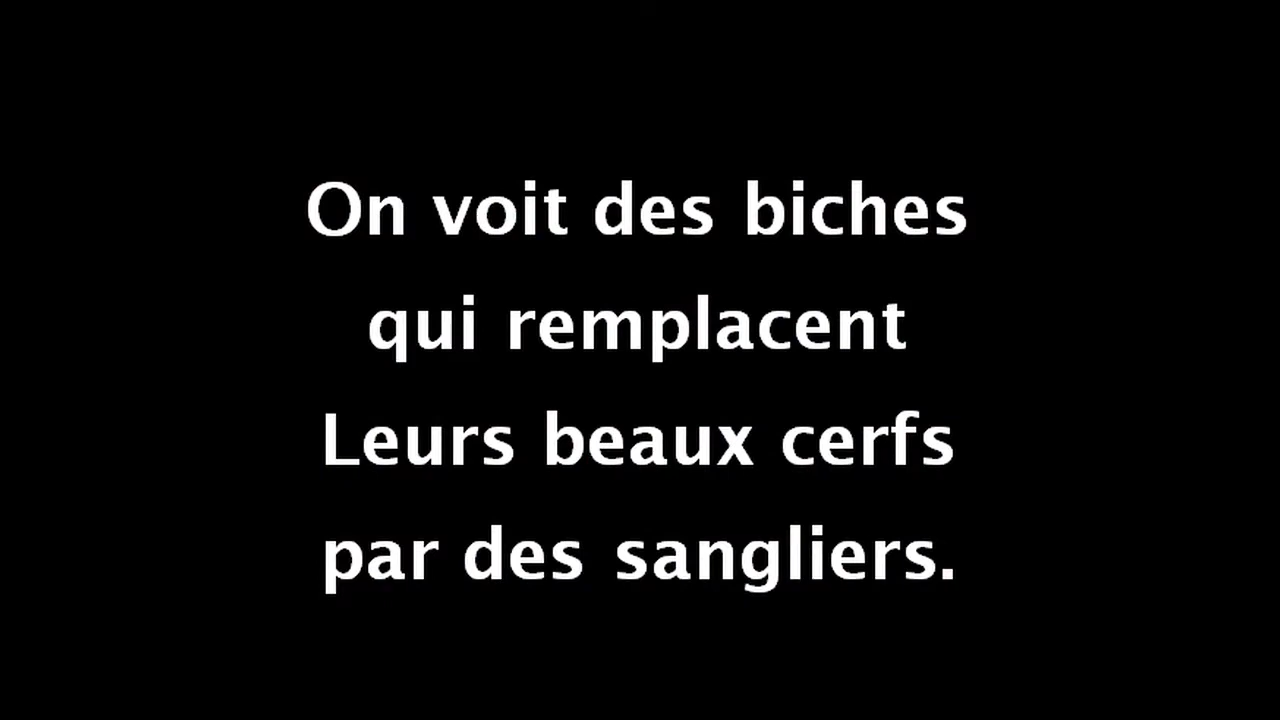 On voit des biches
qui remplacent
Leurs beaux cerfs
par des sangliers.